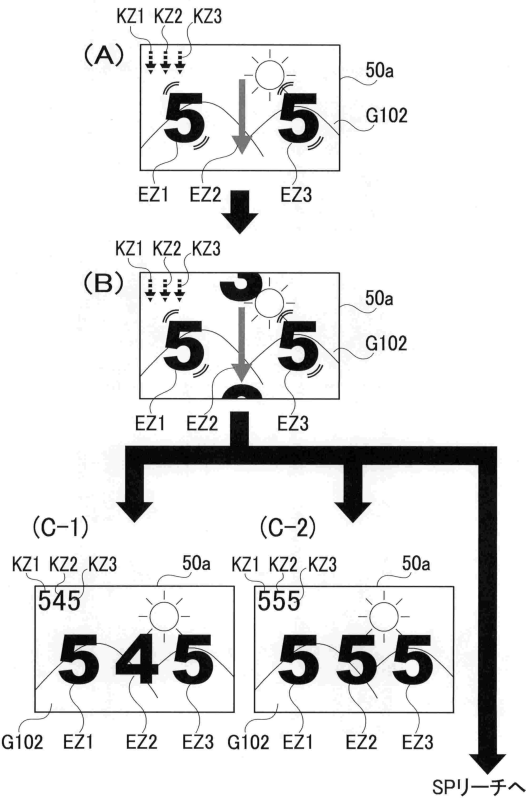 KZ1 KZ2 KZ3
(A)
50a
5 5
G102
EZ1 EZ2 EZ3
KZ1 KZ2 KZ3
(B)
50a
5 5
G102
EZ1 EZ2 EZ3
(C-1) (C-2)
KZ1 KZ2 KZ3 50a KZ1 KZ2 KZ3 50a
545 555
5 4 5 5 5 5
G102 EZ1 EZ2 EZ3 G102 EZ1 EZ2 EZ3
SPリーチへ